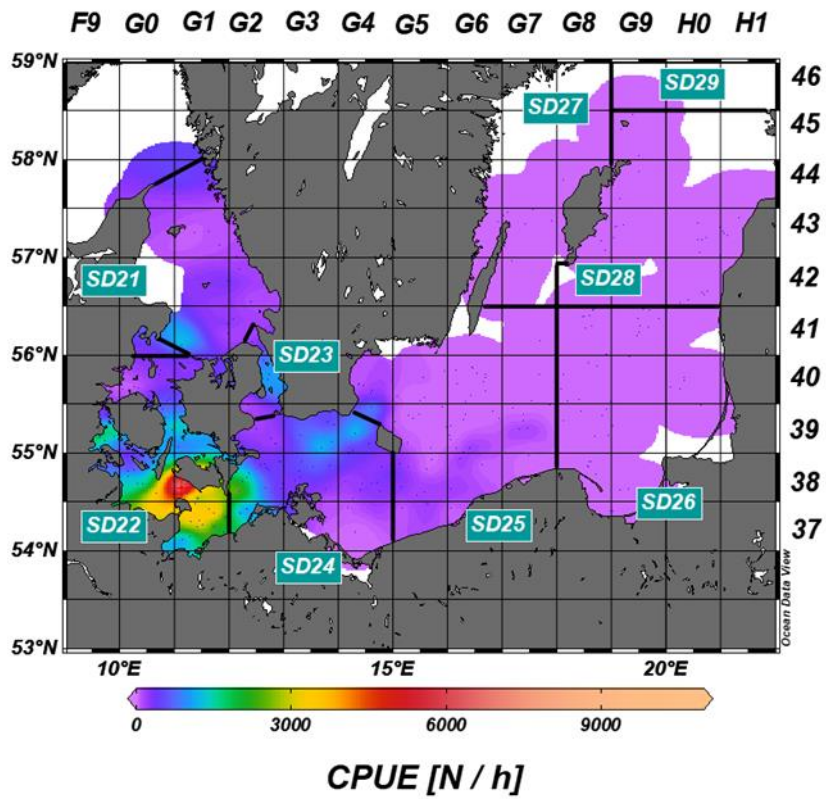 F9 G0 G1 G2 G3 G4 G5 G6 G7 G8 G9 H0 H1
59°N
46
SD29
SD27
45
58°N
44
43
57°N
SD21
SD28
42
41
56°N
SD23
40
39
55°N
38
SD22
SD25
SD26
37
54°N
SD24
Ocean Data View
53°N
10°E 15°E 20°E
0 3000 6000 9000
CPUE [N / h]